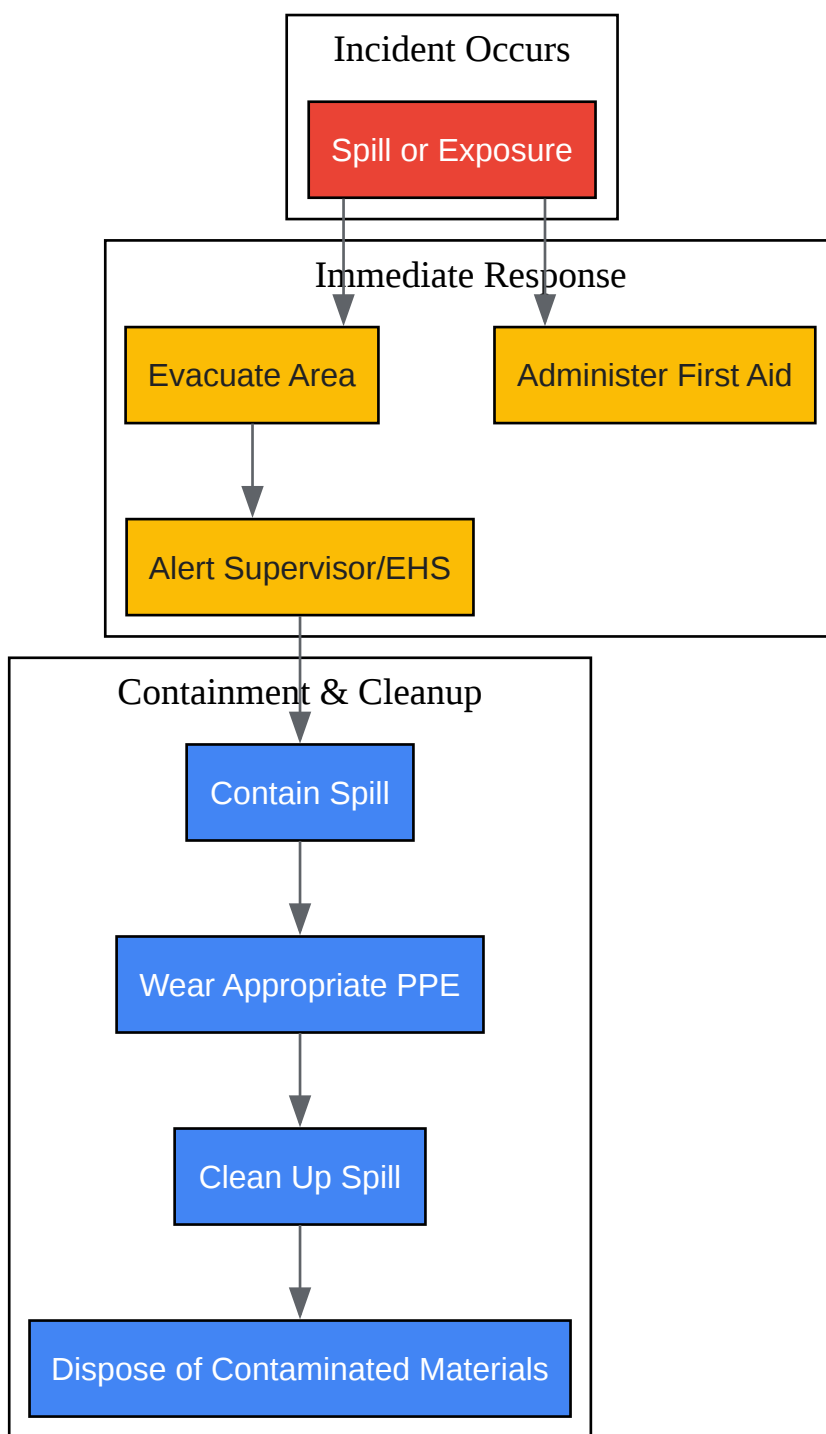 Incident Occurs
Spill or Exposure
Immediate Response
Evacuate Area
Administer First Aid
Alert Supervisor/EHS
Containment & Cleanup
Contain Spill
Wear Appropriate PPE
Clean Up Spill
Dispose of Contaminated Materials